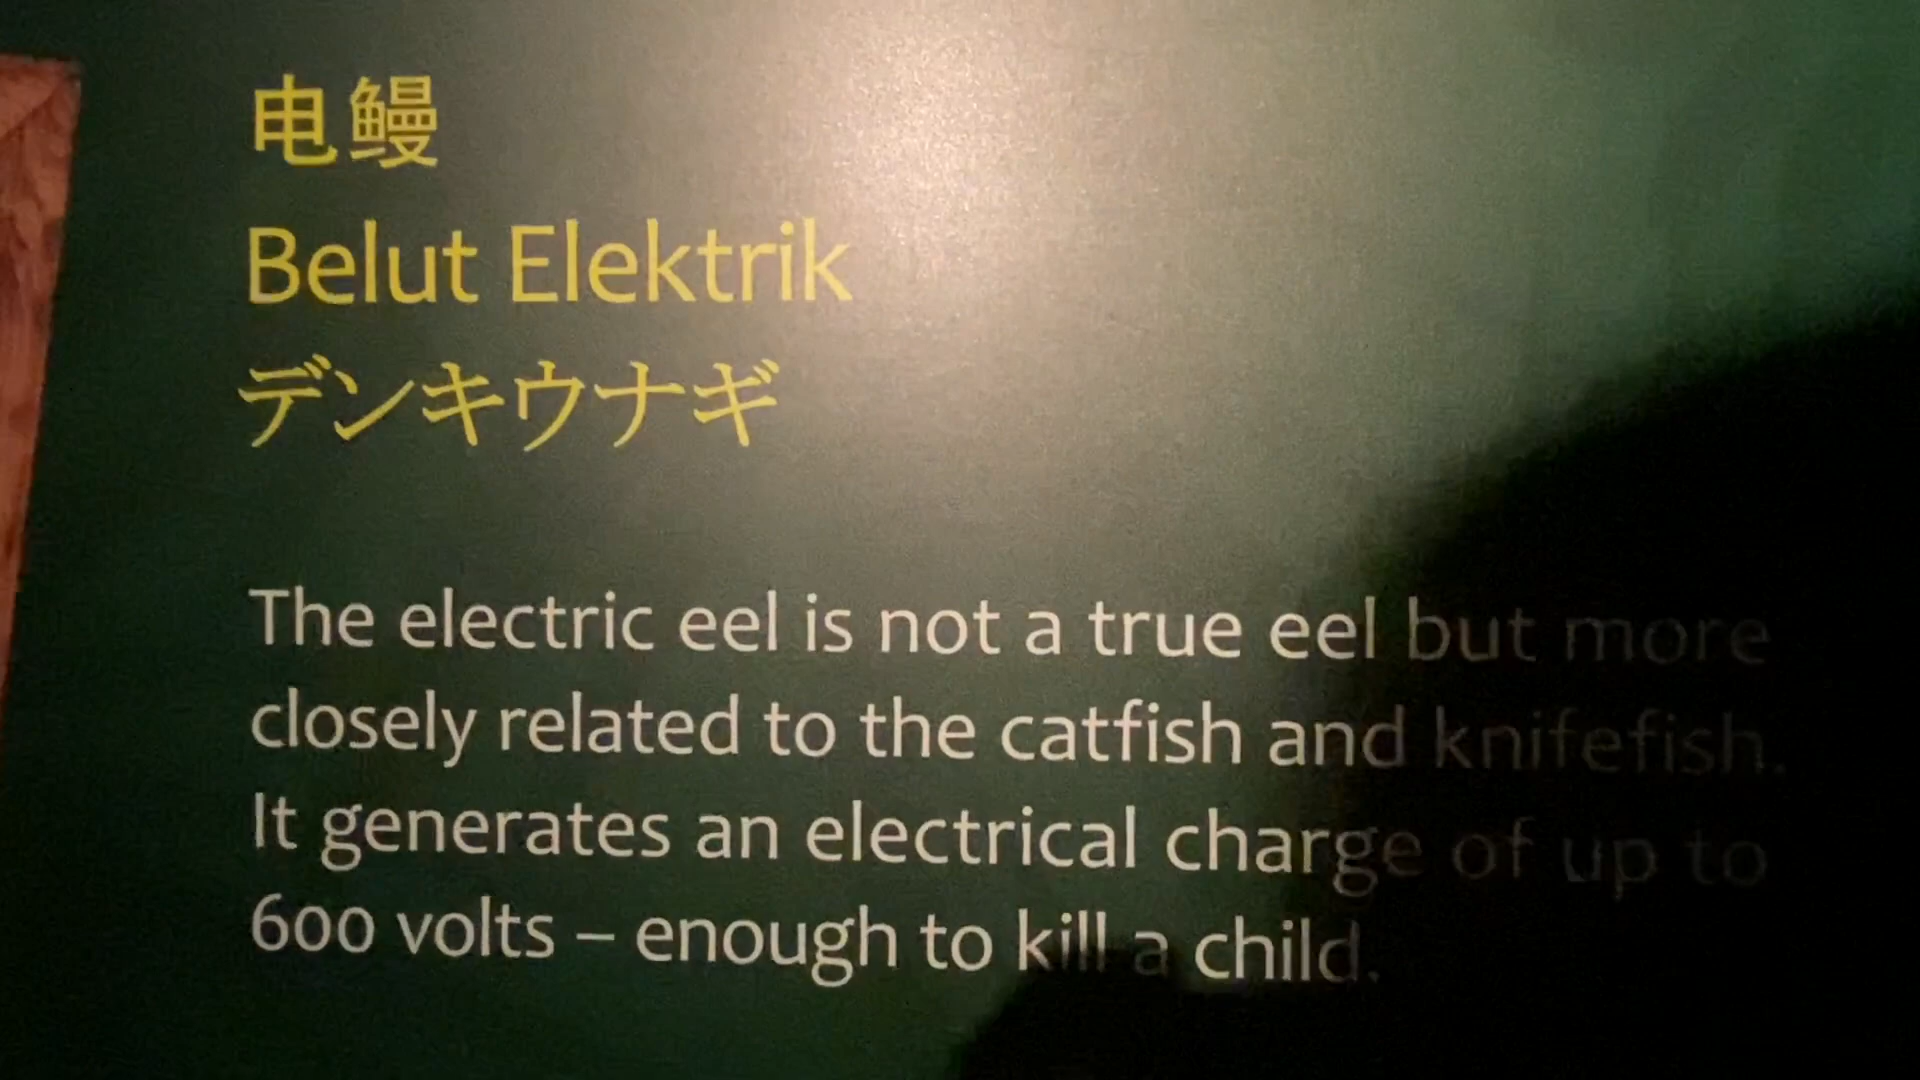 电鳗
Belut Elektrik
デンキウナギ
The electric eel is not a true eel but more
closely related to the catfish and knifefish.
It generates an electrical charge of up to
600 volts – enough to kill a child.